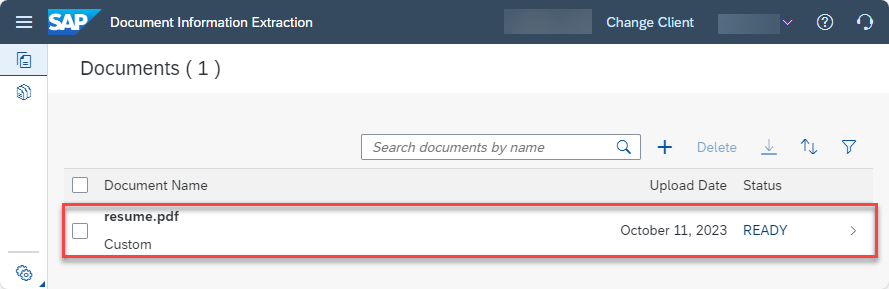 SAP Document Information Extraction Change Client
Documents ( 1 )
Search documents by name Delete
Document Name Upload Date Status
resume.pdf
October 11, 2023 READY
Custom